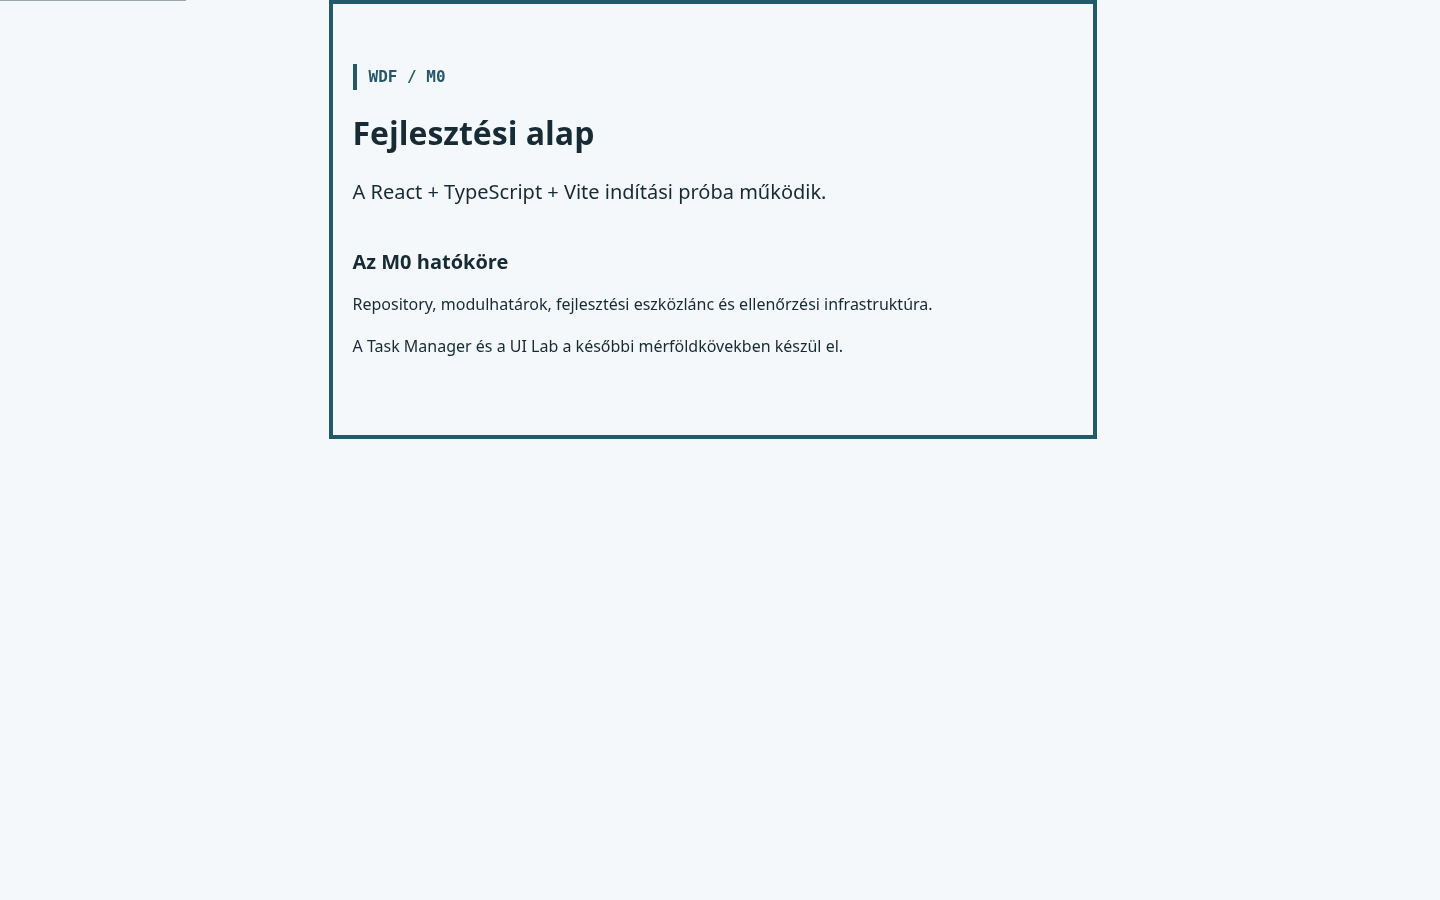 WDF / M0
Fejlesztési alap
A React + TypeScript + Vite indítási próba működik.
Az M0 hatóköre
Repository, modulhatárok, fejlesztési eszközlánc és ellenőrzési infrastruktúra.
A Task Manager és a UI Lab a későbbi mérföldkövekben készül el.